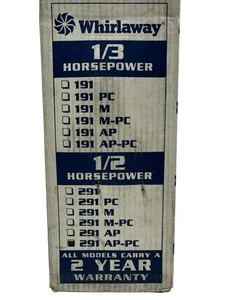 Whirlaway
1/3
HORSEPOWER
191
191 PC
191 M
191 M-PC
191 AP
191 AP-PC
1/2
HORSEPOWER
291
291 PC
291 M
291 M-PC
291 AP
291 AP-PC
ALL MODELS CARRY A
2 YEAR
WARRANTY